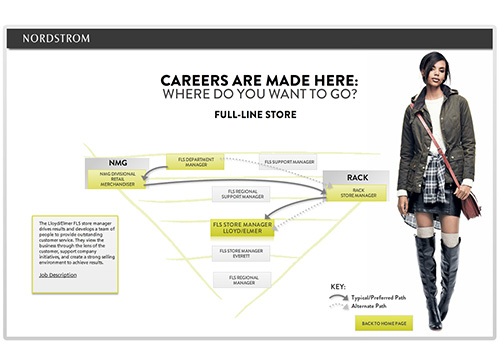 NORDSTROM
CAREERS ARE MADE HERE:
WHERE DO YOU WANT TO GO?
FULL-LINE STORE
NMG
NMG DIVISIONAL
RETAIL
MERCHANDISER
FLS DEPARTMENT
MANAGER
FLS SUPPORT MANAGER
RACK
RACK
STORE MANAGER
FLS REGIONAL
SUPPORT MANAGER
FLS STORE MANAGER
LLOYD/ELMER
FLS STORE MANAGER
EVERETT
FLS REGIONAL
MANAGER
The Lloyd/Elmer FLS store manager
drives results and develops a team of
people to provide outstanding
customer service. They view the
business through the lens of the
customer, support company
initiatives, and create a strong selling
environment to achieve results.
Job Description
KEY:
Typical/Preferred Path
Alternate Path
BACK TO HOME PAGE